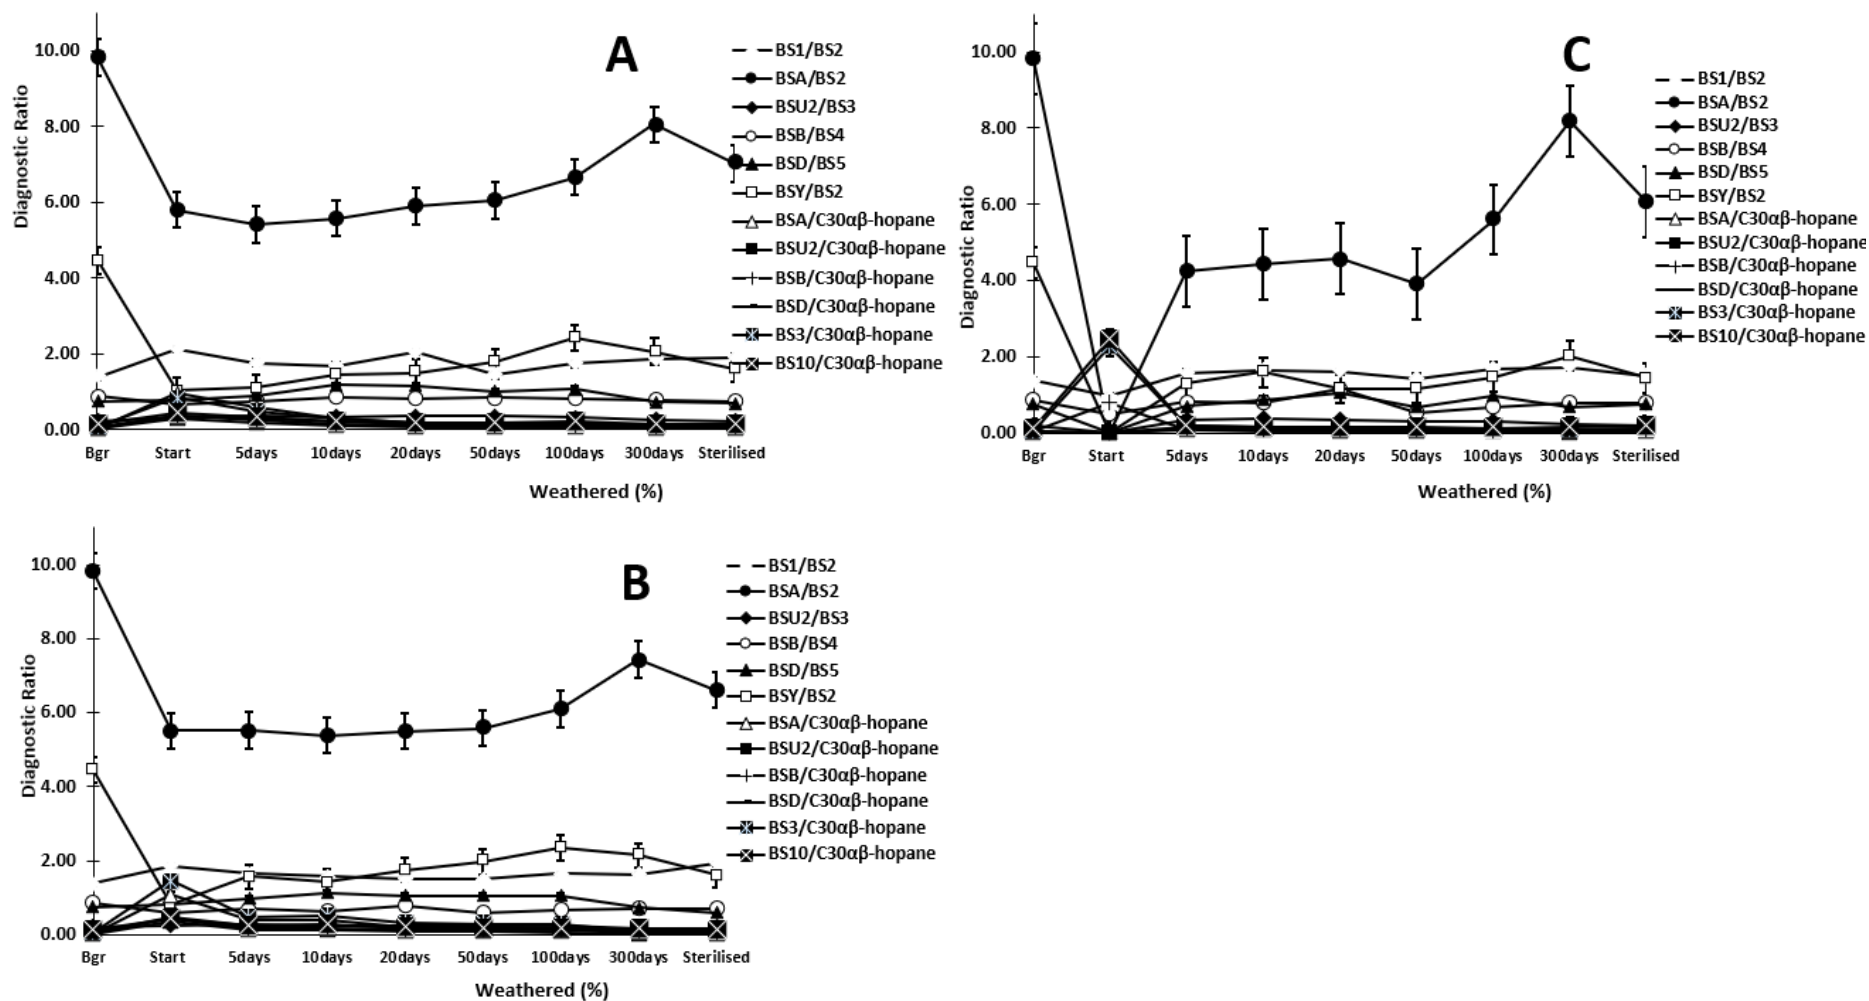 A
Diagnostic Ratio
10.00
8.00
6.00
4.00
2.00
0.00
Bgr Start 5days 10days 20days 50days 100days 300days Sterilised
Weathered (%)
BS1/BS2
BSA/BS2
BSU2/BS3
BSB/BS4
BSD/BS5
BSY/BS2
BSA/C30αβ-hopane
BSU2/C30αβ-hopane
BSB/C30αβ-hopane
BSD/C30αβ-hopane
BS3/C30αβ-hopane
BS10/C30αβ-hopane
C
Diagnostic Ratio
10.00
8.00
6.00
4.00
2.00
0.00
Bgr Start 5days 10days 20days 50days 100days 300days Sterilised
Weathered (%)
BS1/BS2
BSA/BS2
BSU2/BS3
BSB/BS4
BSD/BS5
BSY/BS2
BSA/C30αβ-hopane
BSU2/C30αβ-hopane
BSB/C30αβ-hopane
BSD/C30αβ-hopane
BS3/C30αβ-hopane
BS10/C30αβ-hopane
B
Diagnostic Ratio
10.00
8.00
6.00
4.00
2.00
0.00
Bgr Start 5days 10days 20days 50days 100days 300days Sterilised
Weathered (%)
BS1/BS2
BSA/BS2
BSU2/BS3
BSB/BS4
BSD/BS5
BSY/BS2
BSA/C30αβ-hopane
BSU2/C30αβ-hopane
BSB/C30αβ-hopane
BSD/C30αβ-hopane
BS3/C30αβ-hopane
BS10/C30αβ-hopane